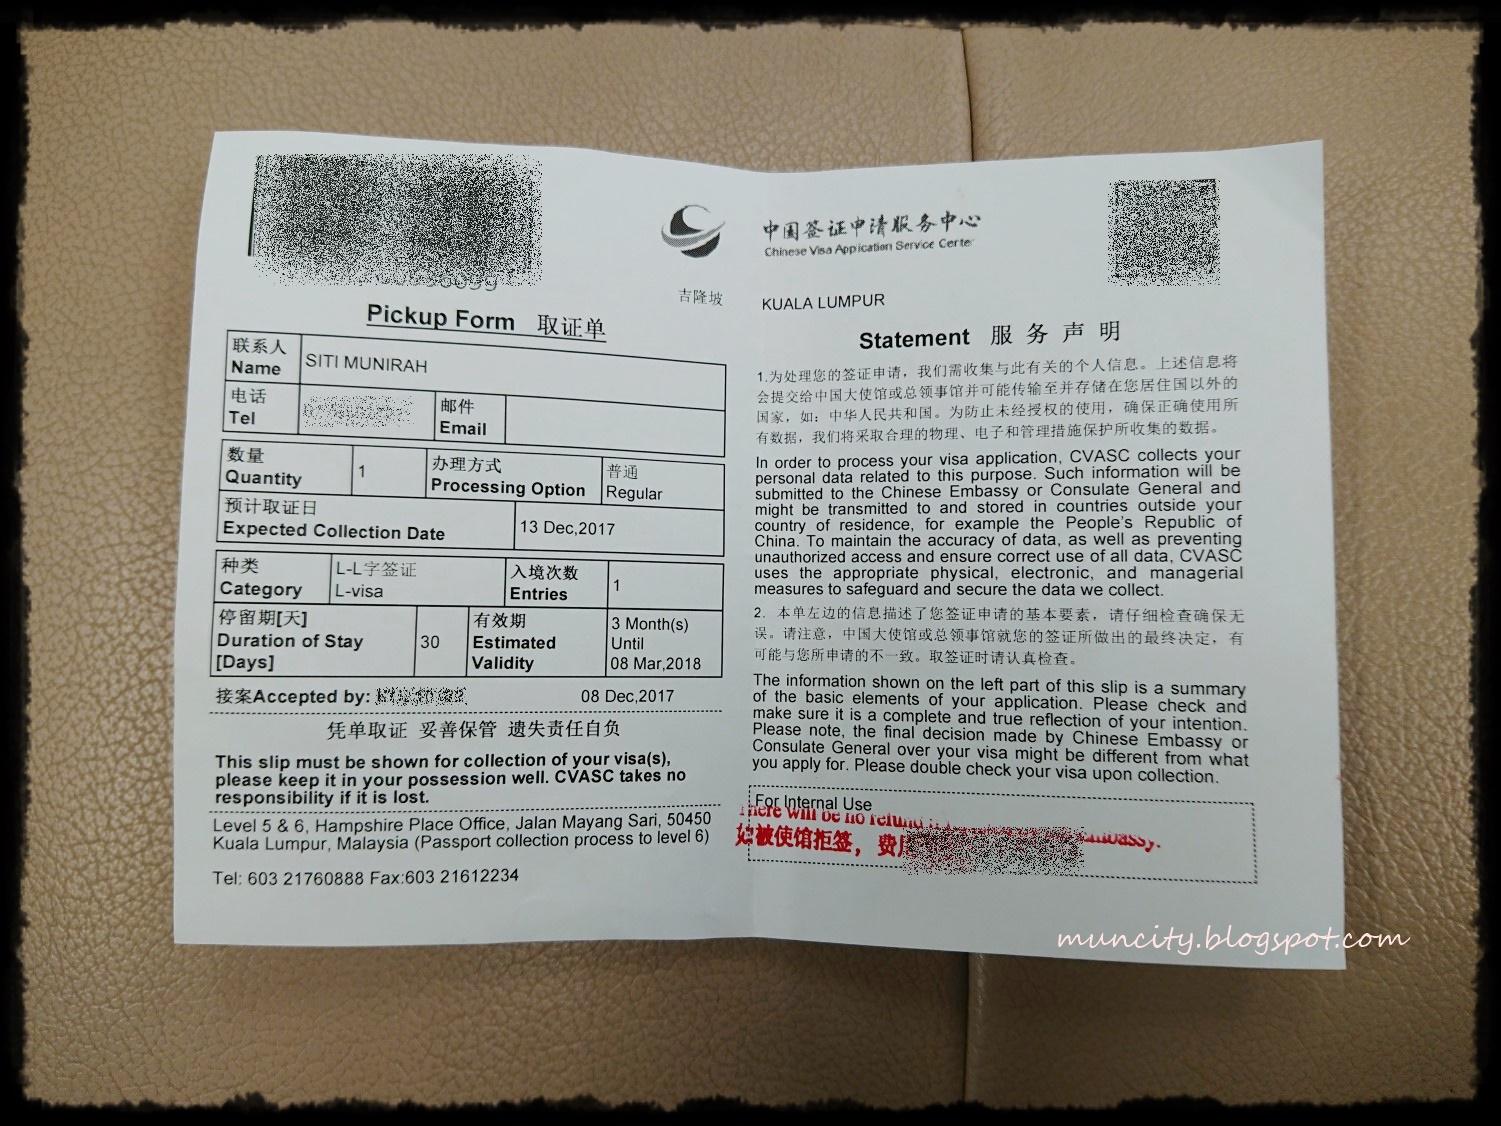 吉隆坡
Pickup Form 取证单
联系人
Name
SITI MUNIRAH
电话
Tel
邮件
Email
数量
Quantity
1
办理方式
Processing Option
普通
Regular
预计取证日
Expected Collection Date
13 Dec,2017
种类
Category
L-L字签证
L-visa
入境次数
Entries
1
停留期[天]
Duration of Stay
[Days]
30
有效期
Estimated
Validity
3 Month(s)
Until
08 Mar,2018
接案Accepted by:
08 Dec,2017
凭单取证 妥善保管 遗失责任自负
This slip must be shown for collection of your visa(s),
please keep it in your possession well. CVASC takes no
responsibility if it is lost.
Level 5 & 6, Hampshire Place Office, Jalan Mayang Sari, 50450
Kuala Lumpur, Malaysia (Passport collection process to level 6)
Tel: 603 21760888 Fax:603 21612234
中国签证申请服务中心
Chinese Visa Application Service Center
KUALA LUMPUR
Statement 服务声明
1.为处理您的签证申请，我们需收集与此有关的个人信息。上述信息将
会提交给中国大使馆或总领事馆并可能传输至并存储在您居住国以外的
国家，如：中华人民共和国。为防止未经授权的使用，确保正确使用所
有数据，我们将采取合理的物理、电子和管理措施保护所收集的数据。
In order to process your visa application, CVASC collects your
personal data related to this purpose. Such information will be
submitted to the Chinese Embassy or Consulate General and
might be transmitted to and stored in countries outside your
country of residence, for example the People's Republic of
China. To maintain the accuracy of data, as well as preventing
unauthorized access and ensure correct use of all data, CVASC
uses the appropriate physical, electronic, and managerial
measures to safeguard and secure the data we collect.
2. 本单左边的信息描述了您签证申请的基本要素，请仔细检查确保无
误。请注意，中国大使馆或总领事馆就您的签证所做出的最终决定，有
可能与您所申请的不一致。取签证时请认真检查。
The information shown on the left part of this slip is a summary
of the basic elements of your application. Please check and
make sure it is a complete and true reflection of your intention.
Please note, the final decision made by Chinese Embassy or
Consulate General over your visa might be different from what
you apply for. Please double check your visa upon collection.
For Internal Use
There will be no refund embassy.
被使馆拒签，费
muncity.blogspot.com